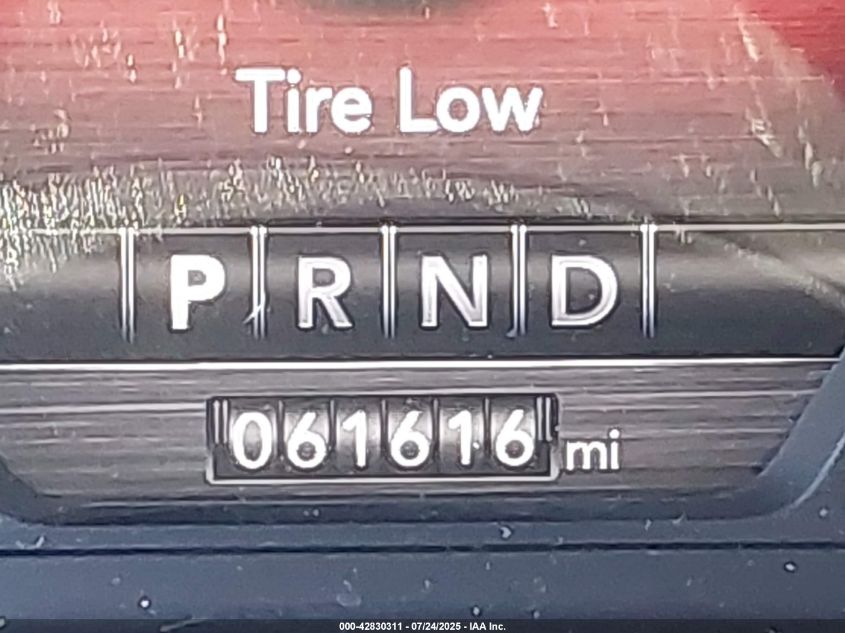 Tire Low
P R N D
061616 mi
000-42830311 - 07/24/2025 - IAA Inc.